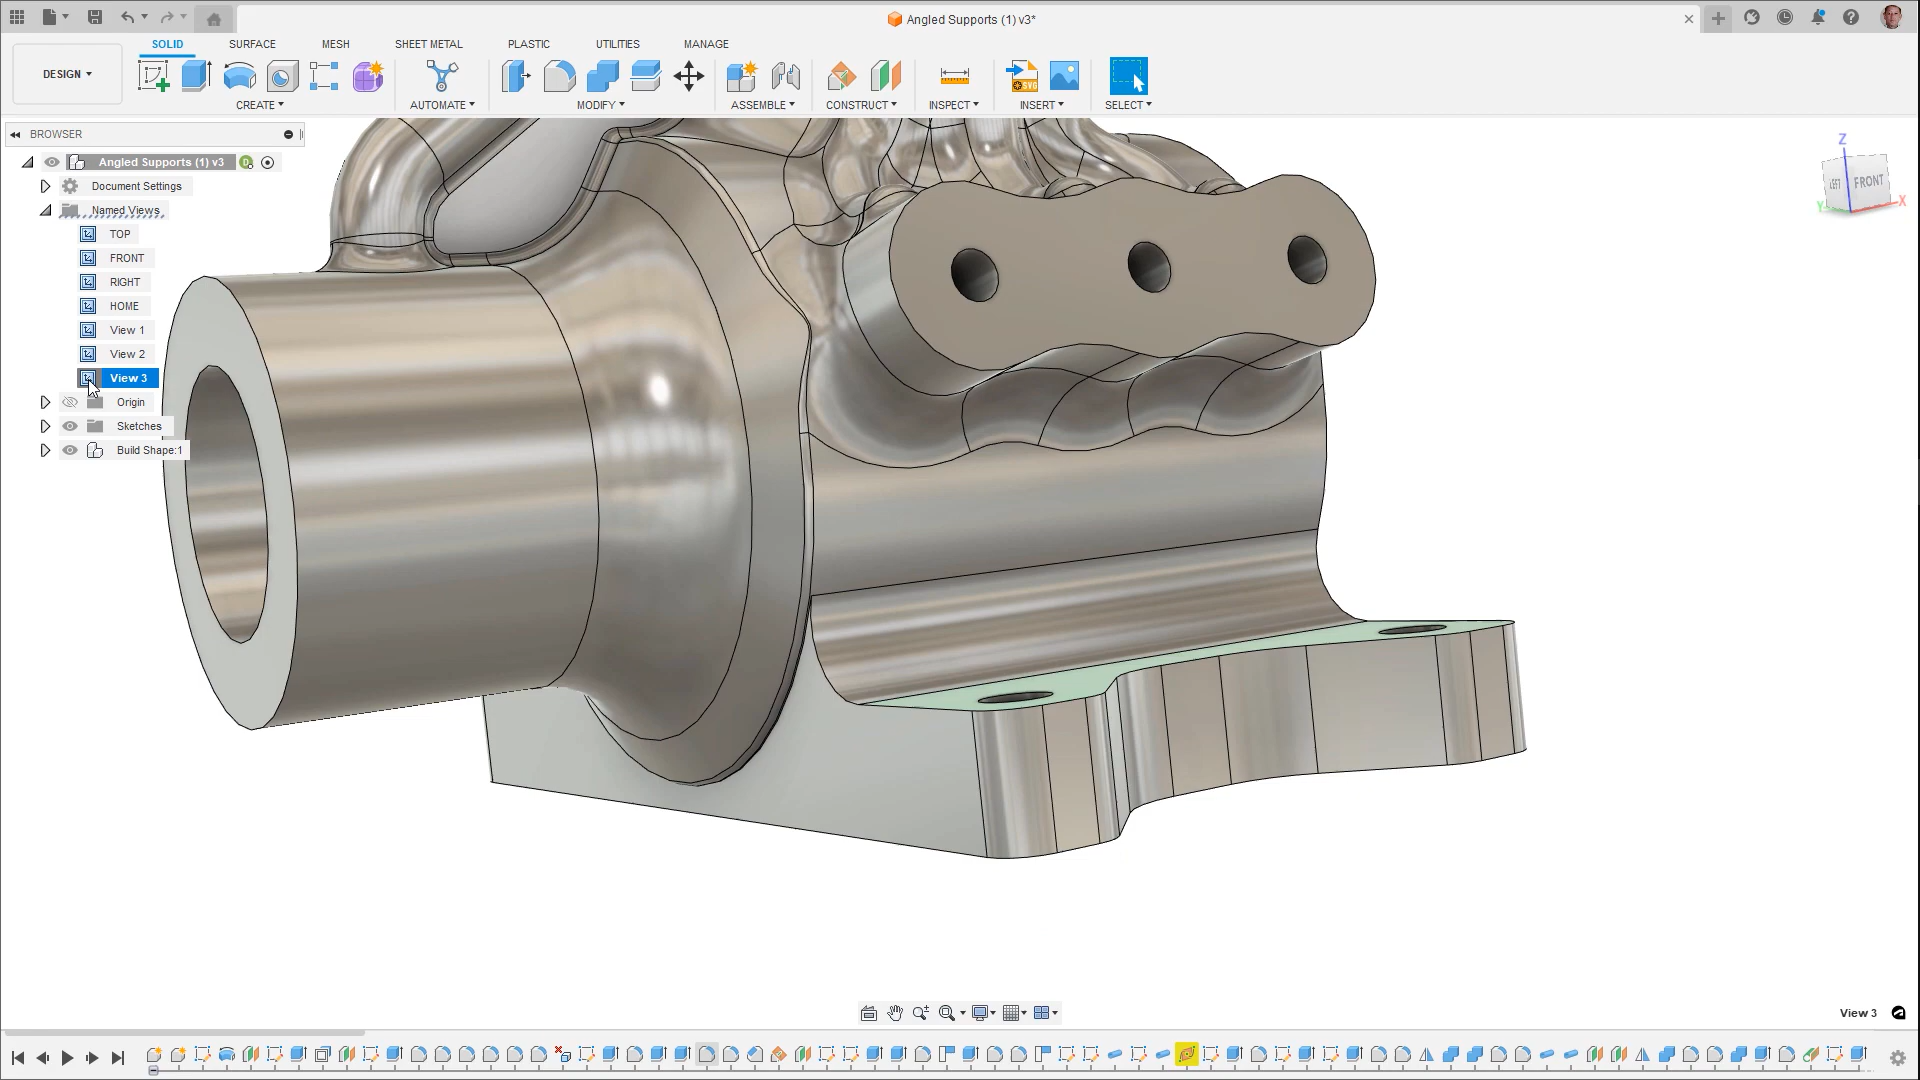 Angled Supports (1) v3*
SOLID SURFACE MESH SHEET METAL PLASTIC UTILITIES MANAGE
DESIGN
CREATE AUTOMATE MODIFY ASSEMBLE CONSTRUCT INSPECT INSERT SELECT
SVG
BROWSER
Angled Supports (1) v3
D
Document Settings
Named Views
TOP
FRONT
RIGHT
HOME
View 1
View 2
View 3
Origin
Sketches
Build Shape:1
Z
LEFT FRONT
Y X
View 3